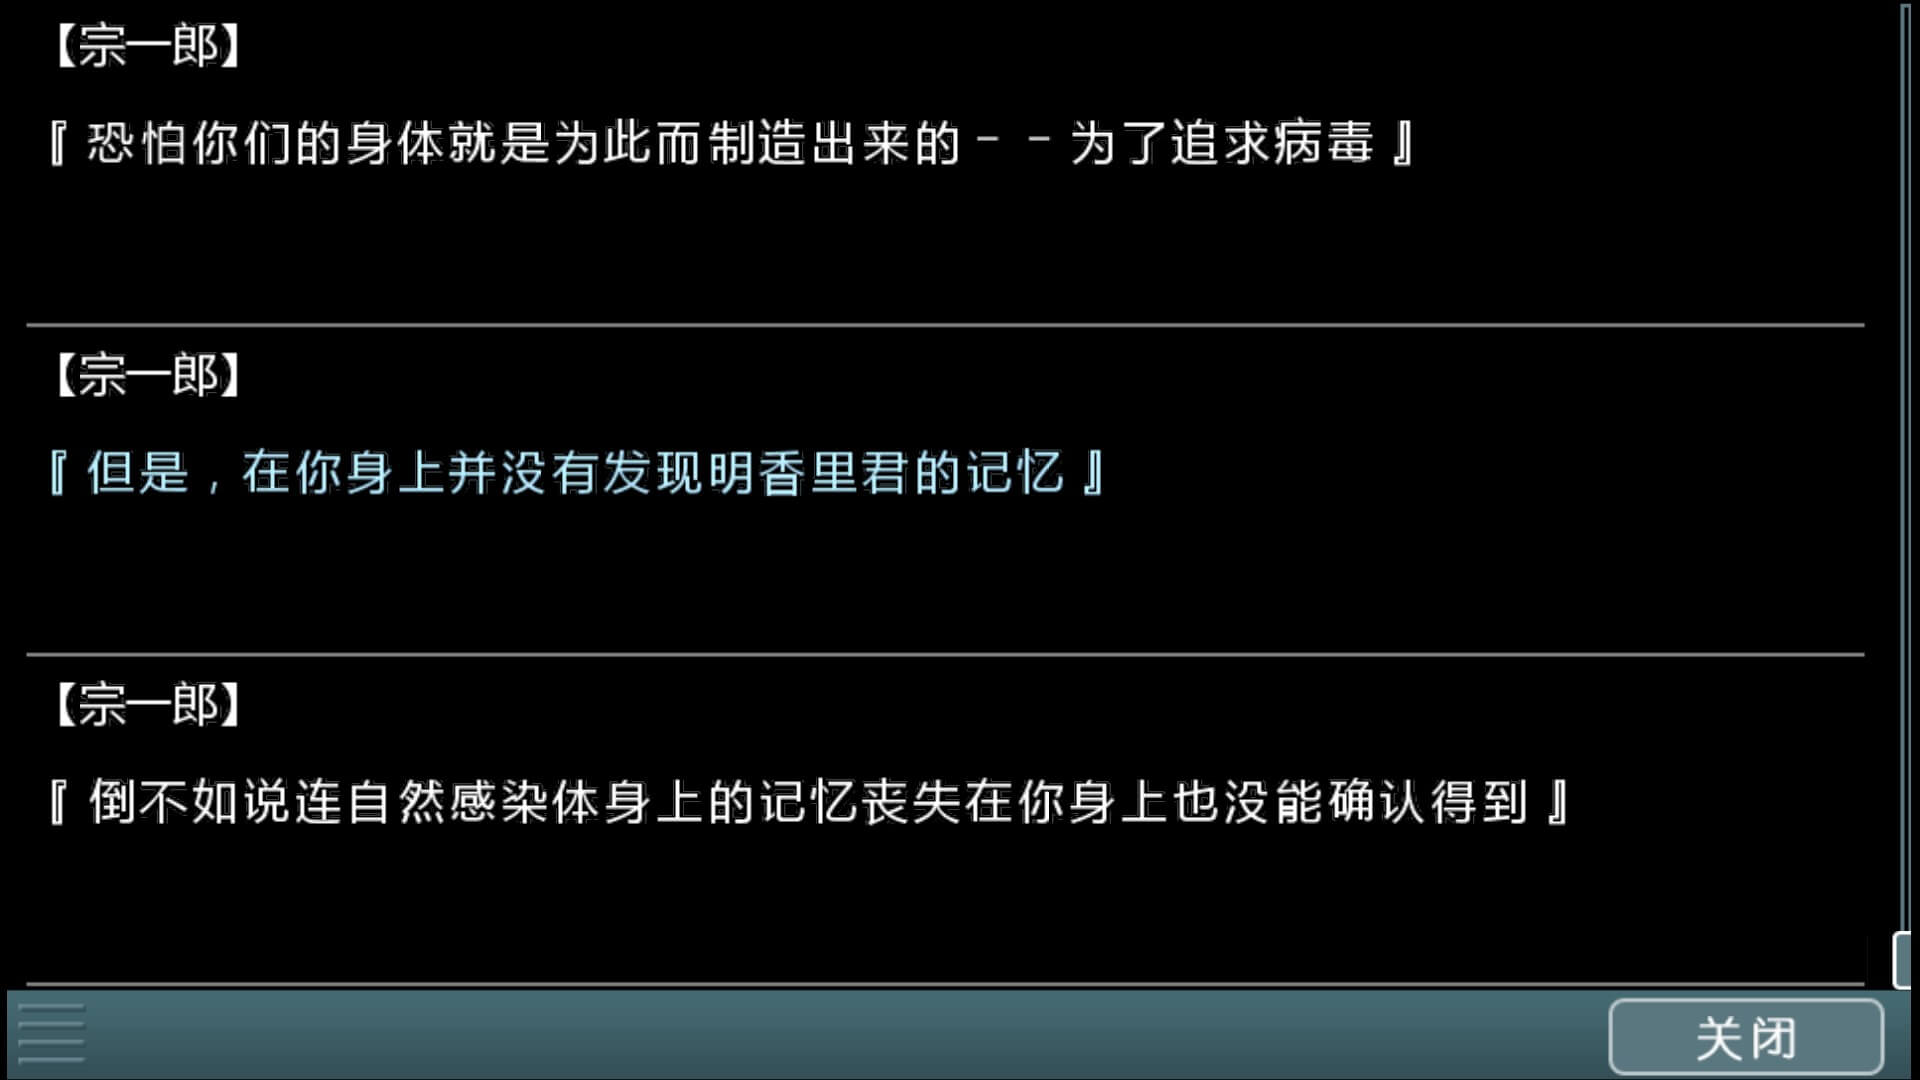 【宗一郎】
『恐怕你们的身体就是为此而制造出来的－－为了追求病毒』
【宗一郎】
『但是，在你身上并没有发现明香里君的记忆』
【宗一郎】
『倒不如说连自然感染体身上的记忆丧失在你身上也没能确认得到』
关闭